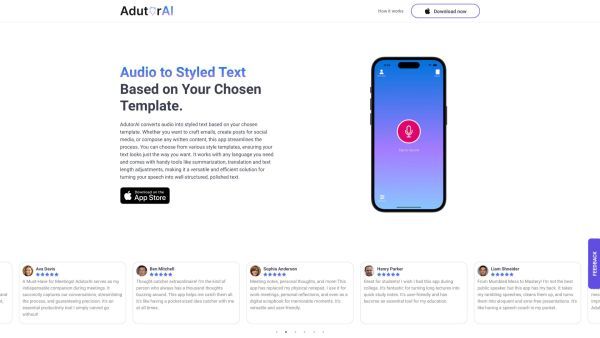 AdutorAI
How it works
Download now
Audio to Styled Text
Based on Your Chosen
Template.
AdutorAI converts audio into styled text based on your chosen
template. Whether you want to craft emails, create posts for social
media, or compose any written content, this app streamlines the
process. You can choose from various style templates, ensuring your
text looks just the way you want. It works with any language you need
and comes with handy tools like summarization, translation and text
length adjustments, making it a versatile and efficient solution for
turning your speech into well-structured, polished text.
Download on the
App Store
FEEDBACK
Ava Davis
A Must-Have for Meetings! AdutorAI serves as my
indispensable companion during meetings. It
successfully captures our conversations, streamlining
the process, and guaranteeing precision. It's an
essential productivity tool I simply cannot go
without!
Ben Mitchell
Thought catcher extraordinaire! I'm the kind of
person who always has a thousand thoughts
buzzing around. This app helps me catch them all.
It's like having a pocket-sized idea catcher with me
at all times.
Sophia Anderson
Meeting notes, personal thoughts, and more! This
app has replaced my physical notepad. I use it for
work meetings, personal reflections, and even as a
digital scrapbook for memorable moments. It's
versatile and user-friendly.
Henry Parker
Great for students! I wish I had this app during
college. It's fantastic for turning long lectures into
quick study notes. It's user-friendly and has
become an essential tool for my education.
Liam Shneider
From Mumbled Mess to Mastery! I'm not the best
public speaker but this app has my back. It takes
my rambling speeches, cleans them up, and turns
them into eloquent and error-free presentations. It's
like having a speech coach in my pocket.